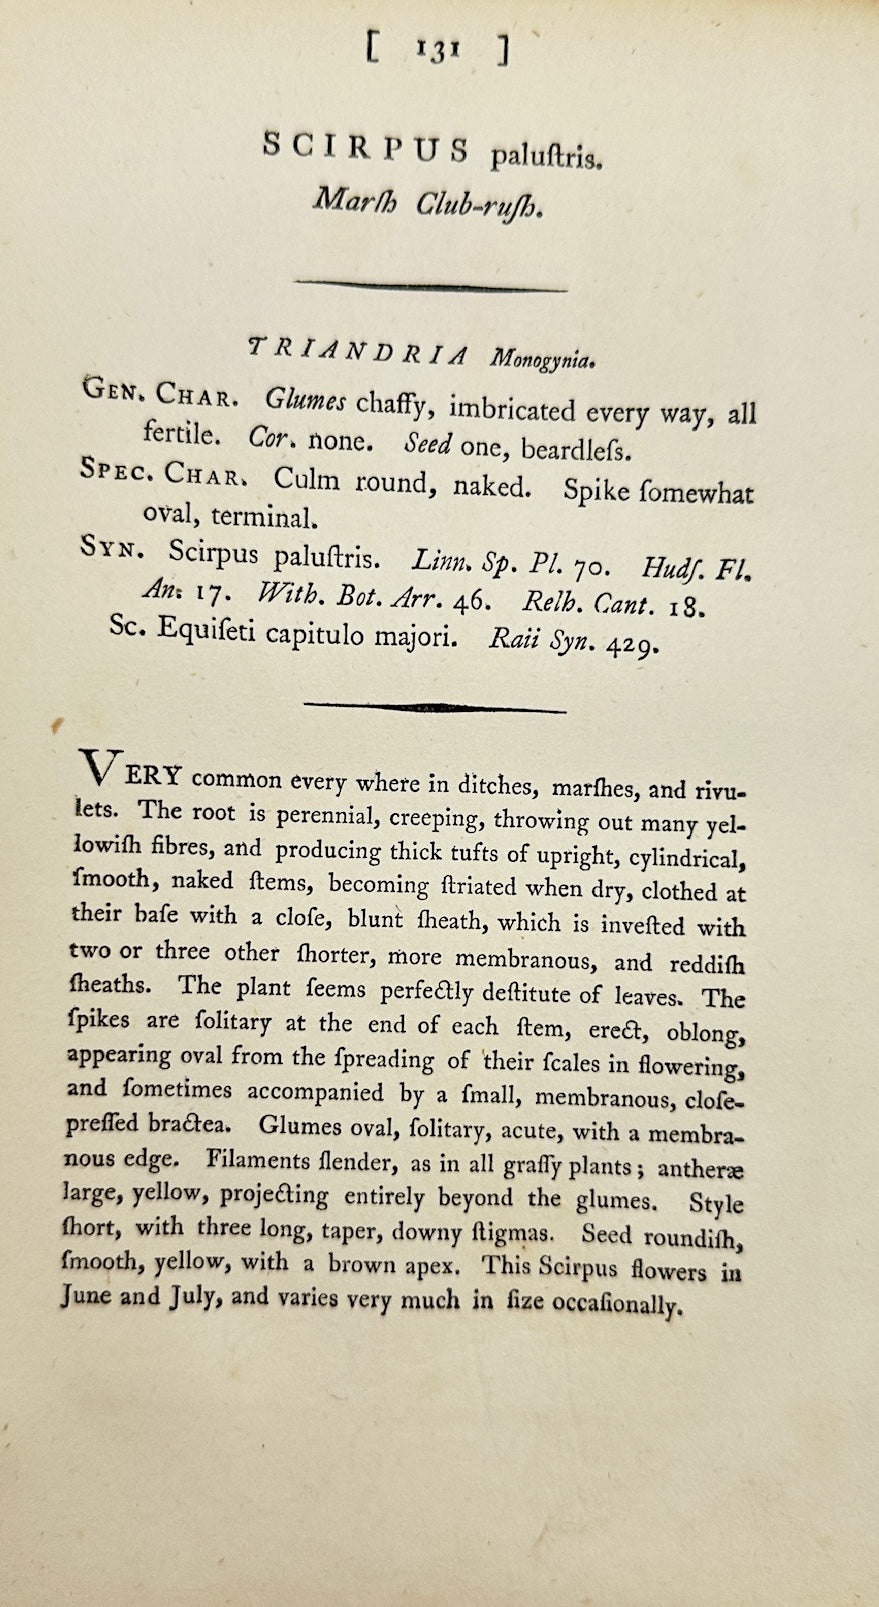 [ 131 ]
SCIRPUS paluſtris.
Marſh Club-ruſh.
TRIANDRIA Monogynia.
GEN. CHAR. Glumes chaffy, imbricated every way, all
fertile. Cor. none. Seed one, beardleſs.
SPEC. CHAR. Culm round, naked. Spike ſomewhat
oval, terminal.
SYN. Scirpus paluſtris. Linn. Sp. Pl. 70. Hudſ. Fl.
An. 17. With. Bot. Arr. 46. Relh. Cant. 18.
Sc. Equiſeti capitulo majori. Raii Syn. 429.
VERY common every where in ditches, marſhes, and rivu-
lets. The root is perennial, creeping, throwing out many yel-
lowiſh fibres, and producing thick tufts of upright, cylindrical,
ſmooth, naked ſtems, becoming ſtriated when dry, clothed at
their baſe with a cloſe, blunt ſheath, which is inveſted with
two or three other ſhorter, more membranous, and reddiſh
ſheaths. The plant ſeems perfectly deſtitute of leaves. The
ſpikes are ſolitary at the end of each ſtem, erect, oblong,
appearing oval from the ſpreading of their ſcales in flowering,
and ſometimes accompanied by a ſmall, membranous, cloſe-
preſſed bractea. Glumes oval, ſolitary, acute, with a membra-
nous edge. Filaments ſlender, as in all graſſy plants; antheræ
large, yellow, projecting entirely beyond the glumes. Style
ſhort, with three long, taper, downy ſtigmas. Seed roundiſh,
ſmooth, yellow, with a brown apex. This Scirpus flowers in
June and July, and varies very much in ſize occaſionally.